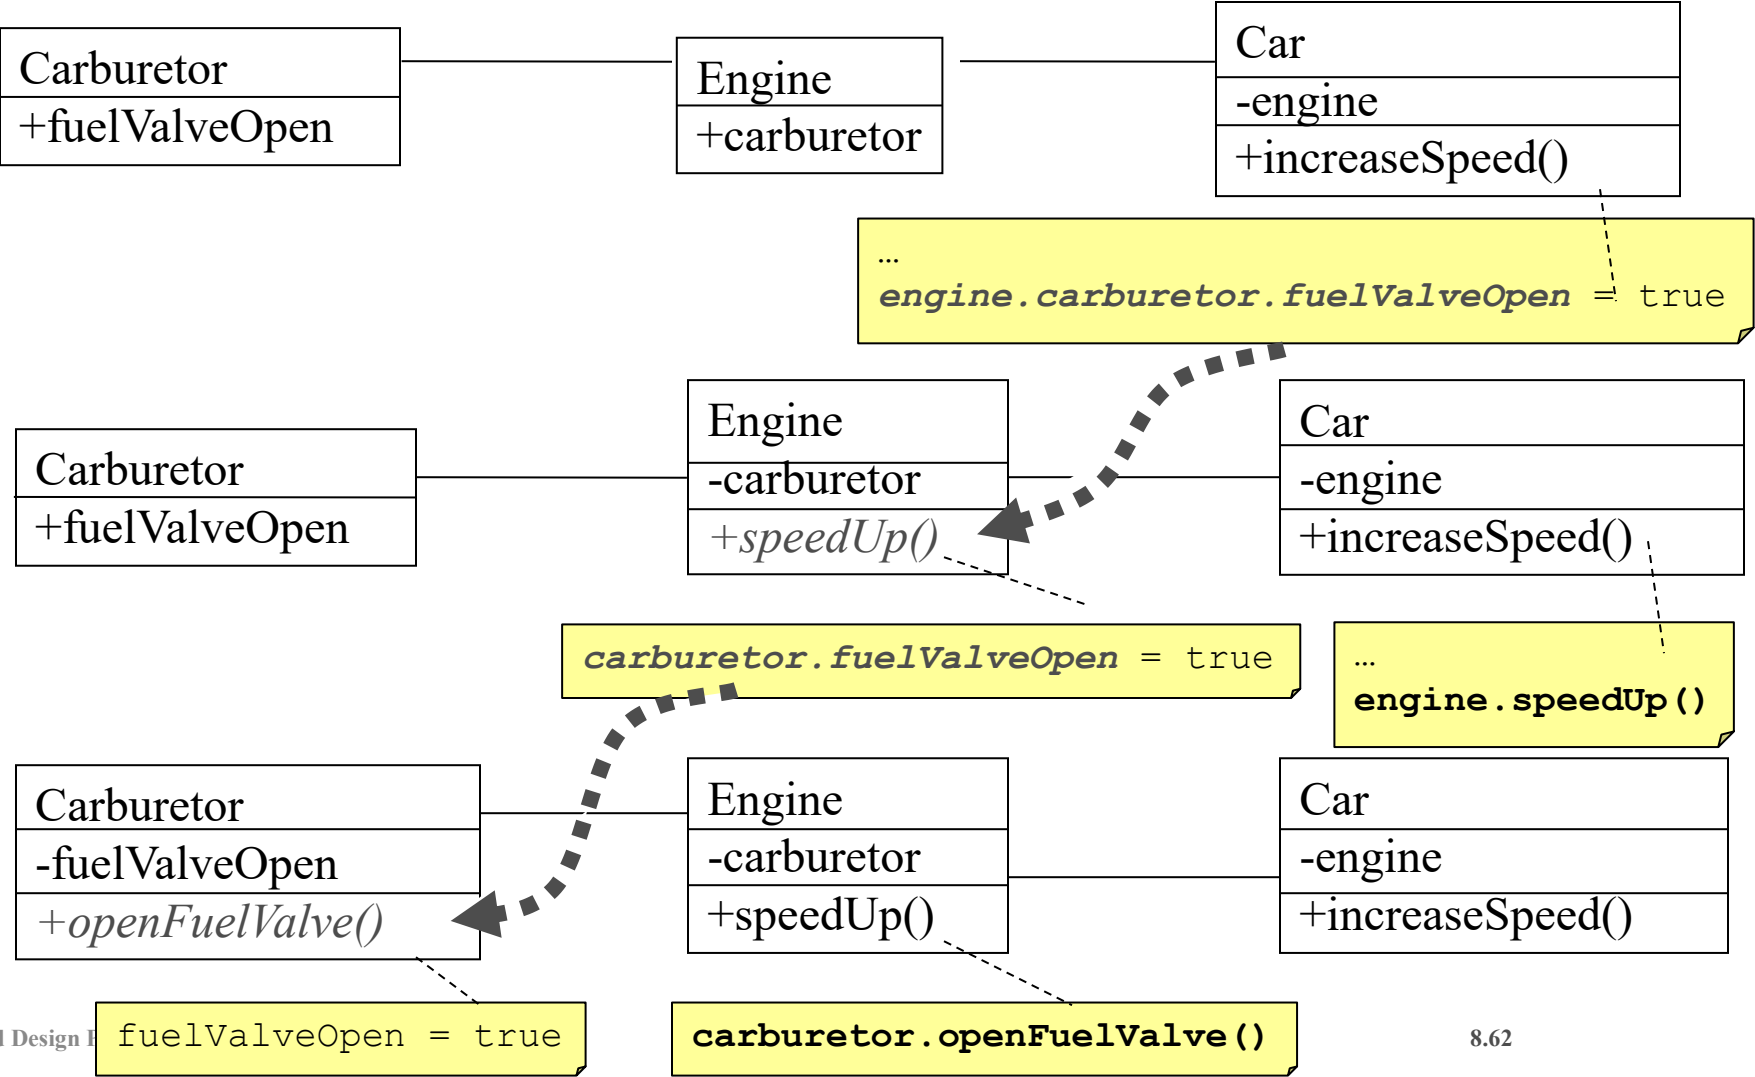 Carburetor
+fuelValveOpen
Engine
+carburetor
Car
-engine
+increaseSpeed()
…
engine.carburetor.fuelValveOpen = true
Carburetor
+fuelValveOpen
Engine
-carburetor
+speedUp()
Car
-engine
+increaseSpeed()
carburetor.fuelValveOpen = true
…
engine.speedUp()
Carburetor
-fuelValveOpen
+openFuelValve()
Engine
-carburetor
+speedUp()
Car
-engine
+increaseSpeed()
Design
fuelValveOpen = true
carburetor.openFuelValve()
8.62